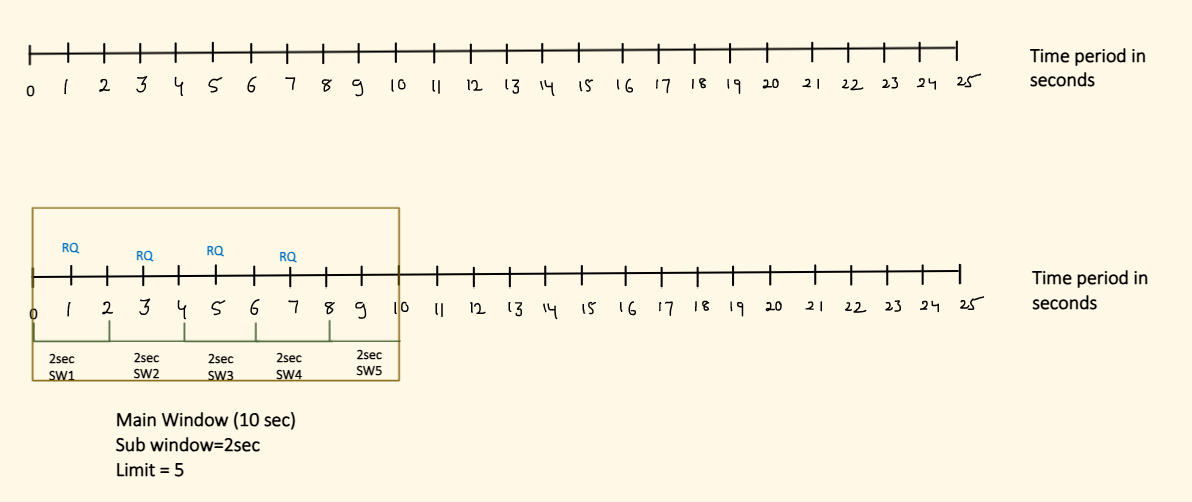 0 1 2 3 4 5 6 7 8 9 10 11 12 13 14 15 16 17 18 19 20 21 22 23 24 25
Time period in
seconds
RQ RQ RQ RQ
0 1 2 3 4 5 6 7 8 9 10 11 12 13 14 15 16 17 18 19 20 21 22 23 24 25
Time period in
seconds
2sec 2sec 2sec 2sec 2sec
SW1 SW2 SW3 SW4 SW5
Main Window (10 sec)
Sub window=2sec
Limit = 5